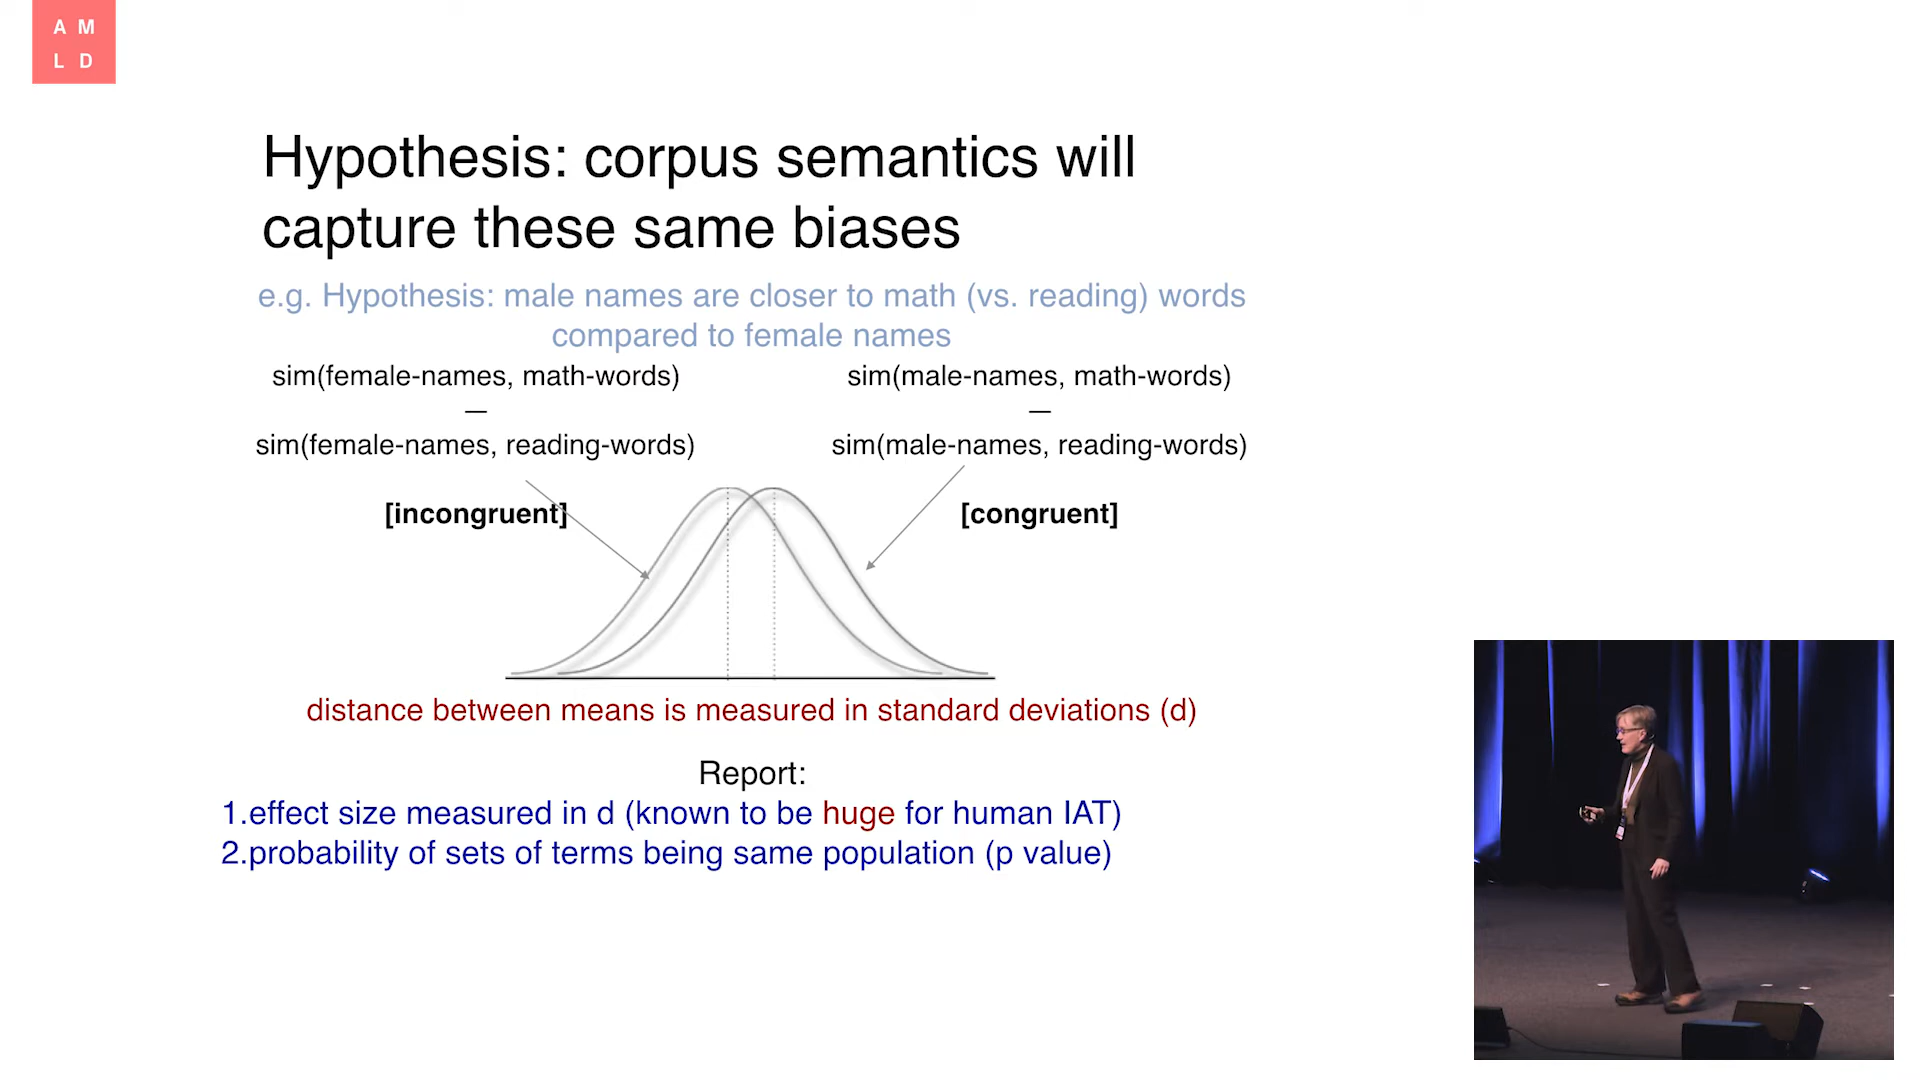 A M
L D
Hypothesis: corpus semantics will
capture these same biases
e.g. Hypothesis: male names are closer to math (vs. reading) words
compared to female names
sim(female-names, math-words)
—
sim(female-names, reading-words)
[incongruent]
sim(male-names, math-words)
—
sim(male-names, reading-words)
[congruent]
distance between means is measured in standard deviations (d)
Report:
1.effect size measured in d (known to be huge for human IAT)
2.probability of sets of terms being same population (p value)